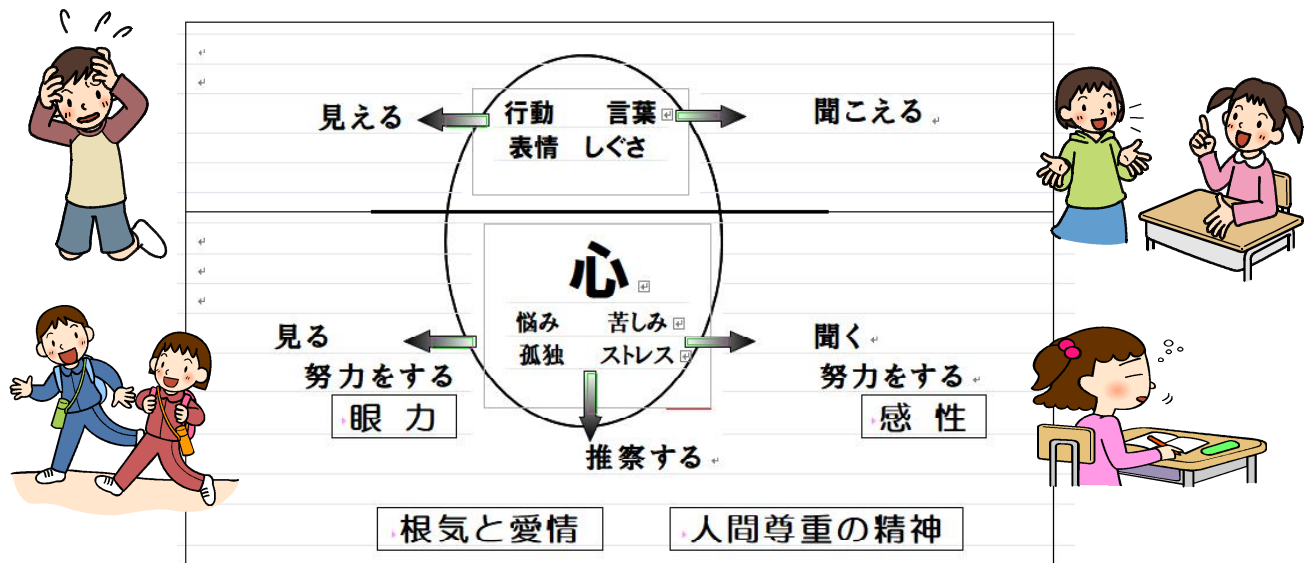 見える
行動 言葉
聞こえる
表情 しぐさ
心
悩み 苦しみ
孤独 ストレス
見る
努力をする
眼 力
聞く
努力をする
感 性
推察する
根気と愛情
人間尊重の精神